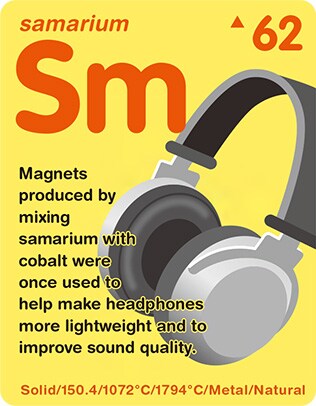 samarium
▲62
Sm
Magnets
produced by
mixing
samarium with
cobalt were
once used to
help make headphones
more lightweight and to
improve sound quality.
Solid/150.4/1072°C/1794°C/Metal/Natural